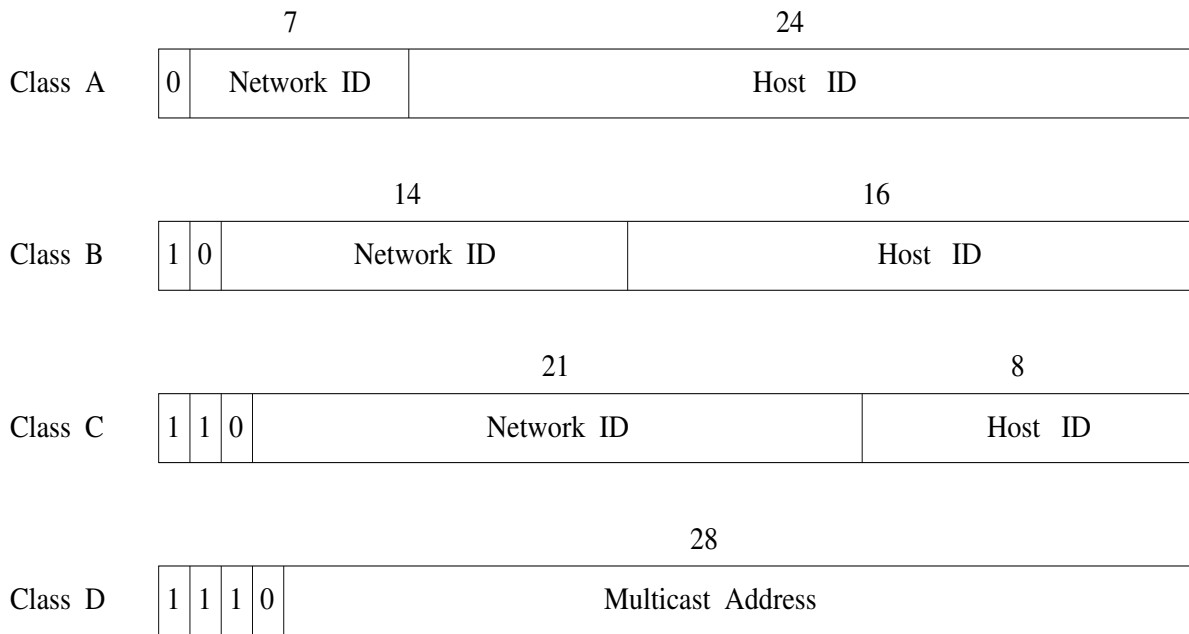 7 24
Class A 0 Network ID Host ID
14 16
Class B 1 0 Network ID Host ID
21 8
Class C 1 1 0 Network ID Host ID
28
Class D 1 1 1 0 Multicast Address